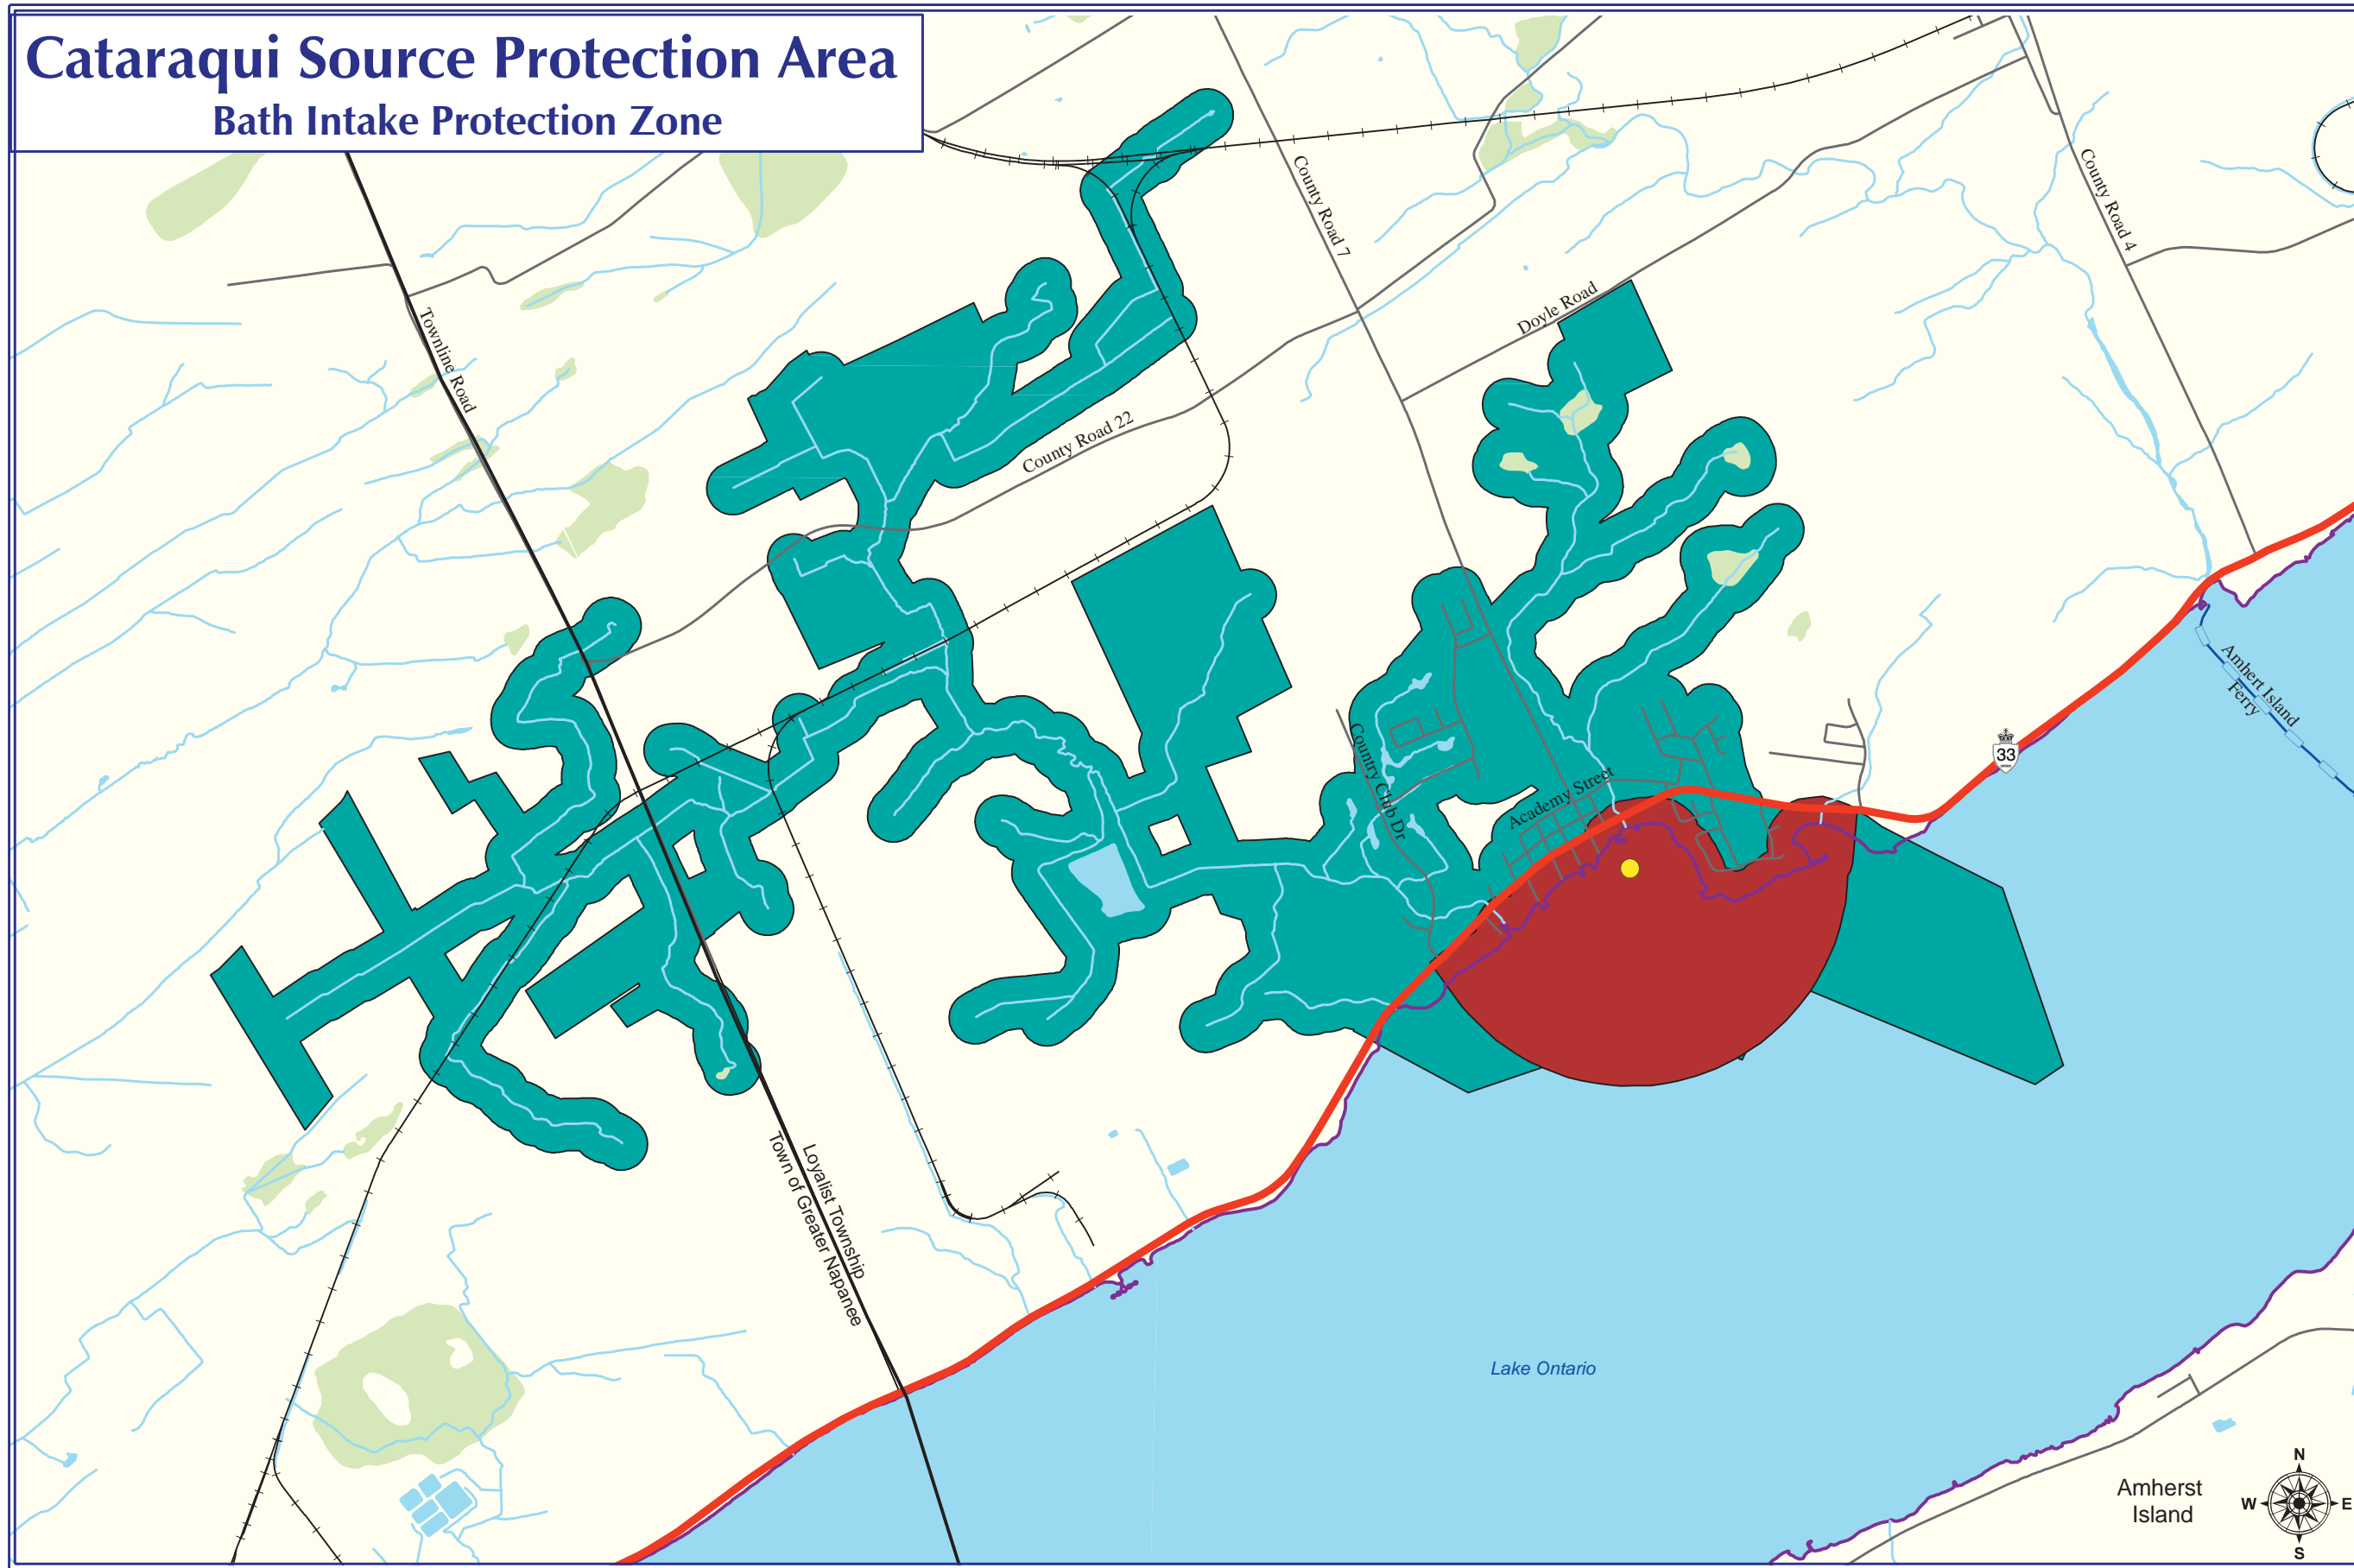 Cataraqui Source Protection Area
Bath Intake Protection Zone
County Road 7
County Road 4
Doyle Road
Townline Road
County Road 22
Amhert Island
Ferry
33
Country Club Dr
Academy Street
Loyalist Township
Town of Greater Napanee
Lake Ontario
Amherst
Island
N
W
E
S